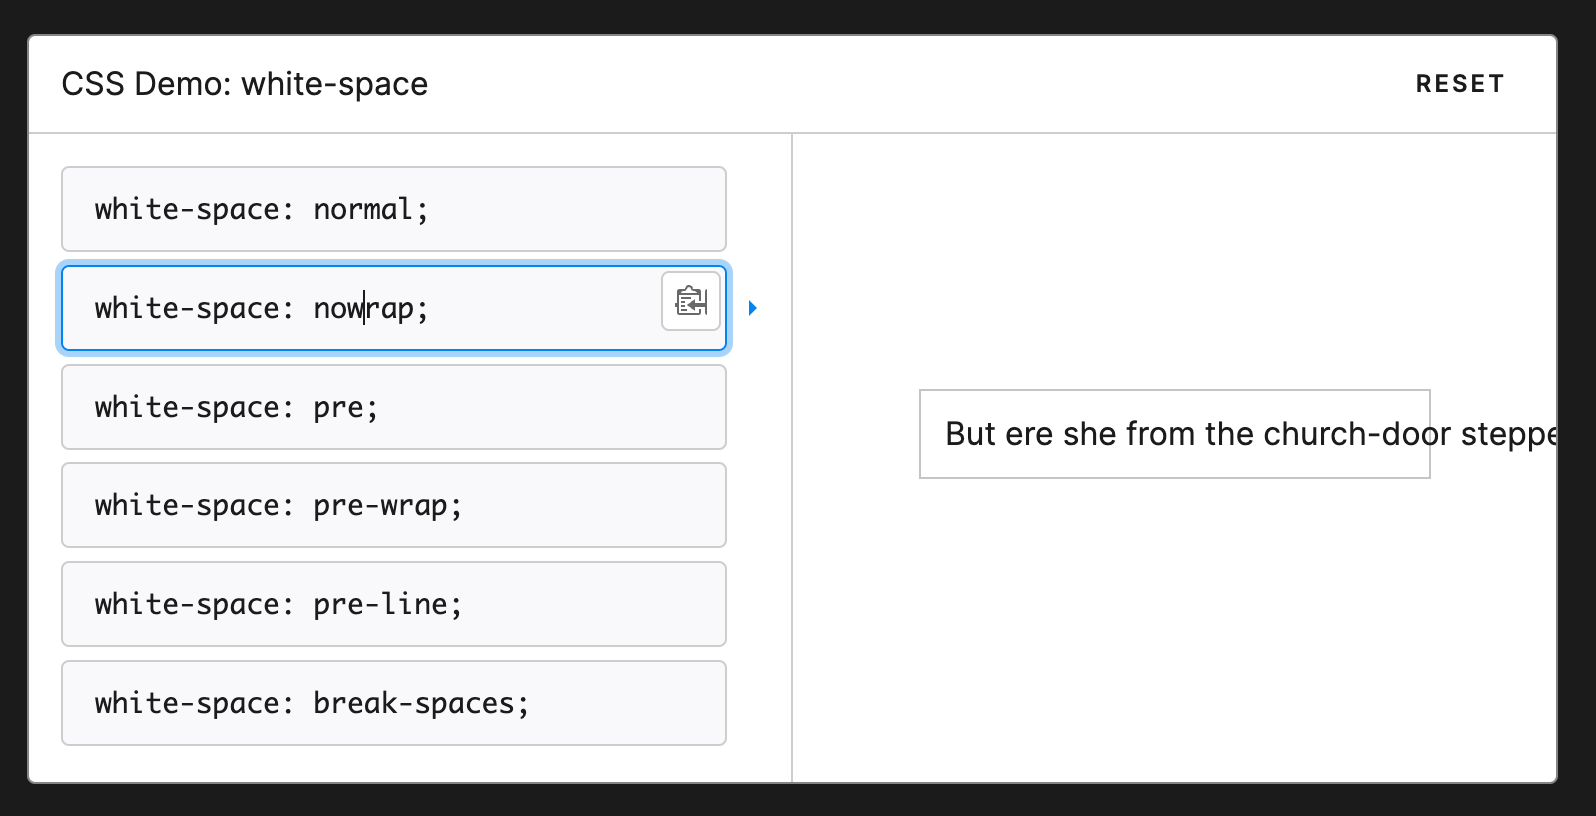 CSS Demo: white-space
RESET
white-space: normal;
white-space: nowrap;
white-space: pre;
white-space: pre-wrap;
white-space: pre-line;
white-space: break-spaces;
But ere she from the church-door steppe